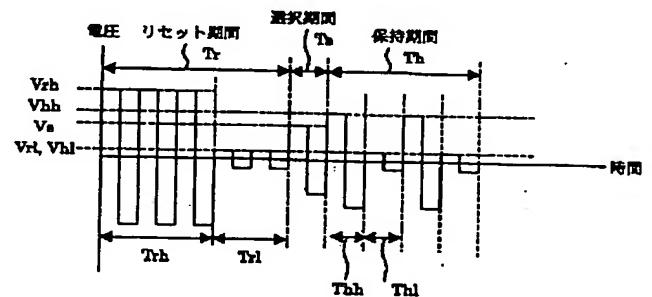 電圧
リセット期間
Tr
選択期間
Ts
保持期間
Th
Vrh
Vhh
Vs
Vrl, Vhl
時間
Trh
Trl
Thh
Thl